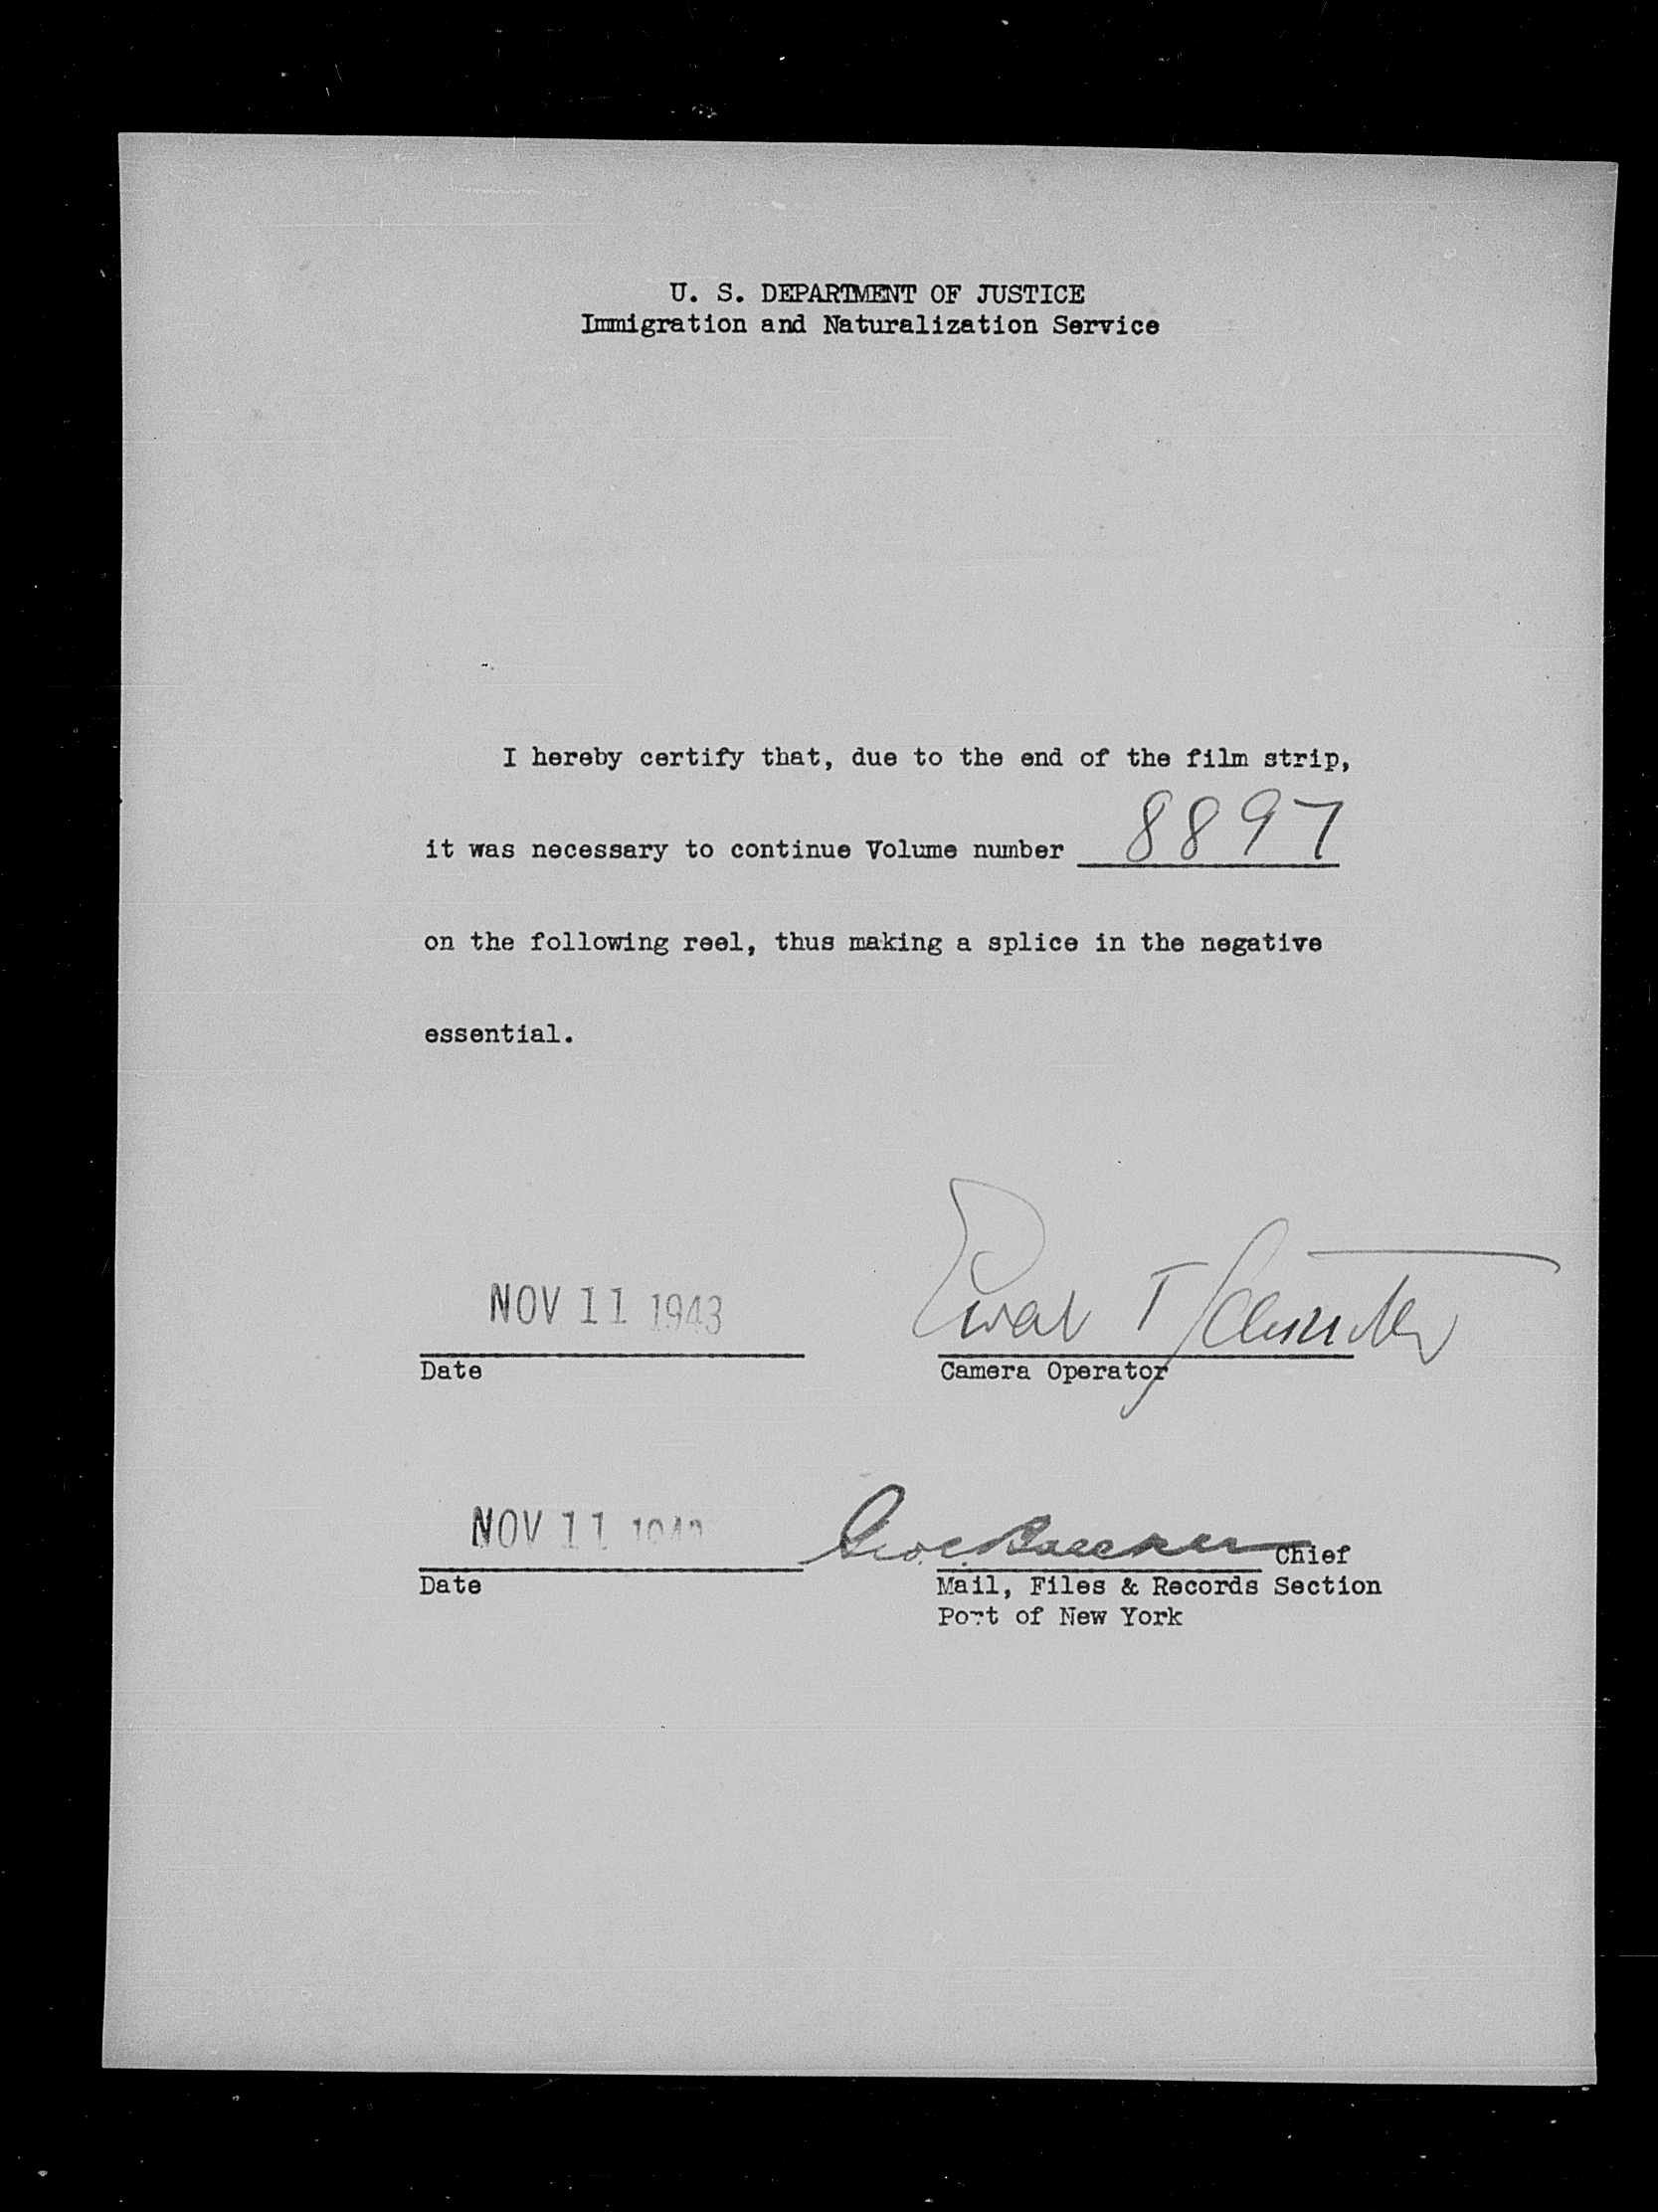 U. S. DEPARTMENT OF JUSTICE
Immigration and Naturalization Service
I hereby certify that, due to the end of the film strip,
it was necessary to continue Volume number 8897
on the following reel, thus making a splice in the negative
essential.
NOV 11 1943
Date
Camera Operator
NOV 11
Geo. C. Chief
Date
Mail, Files & Records Section
Port of New York